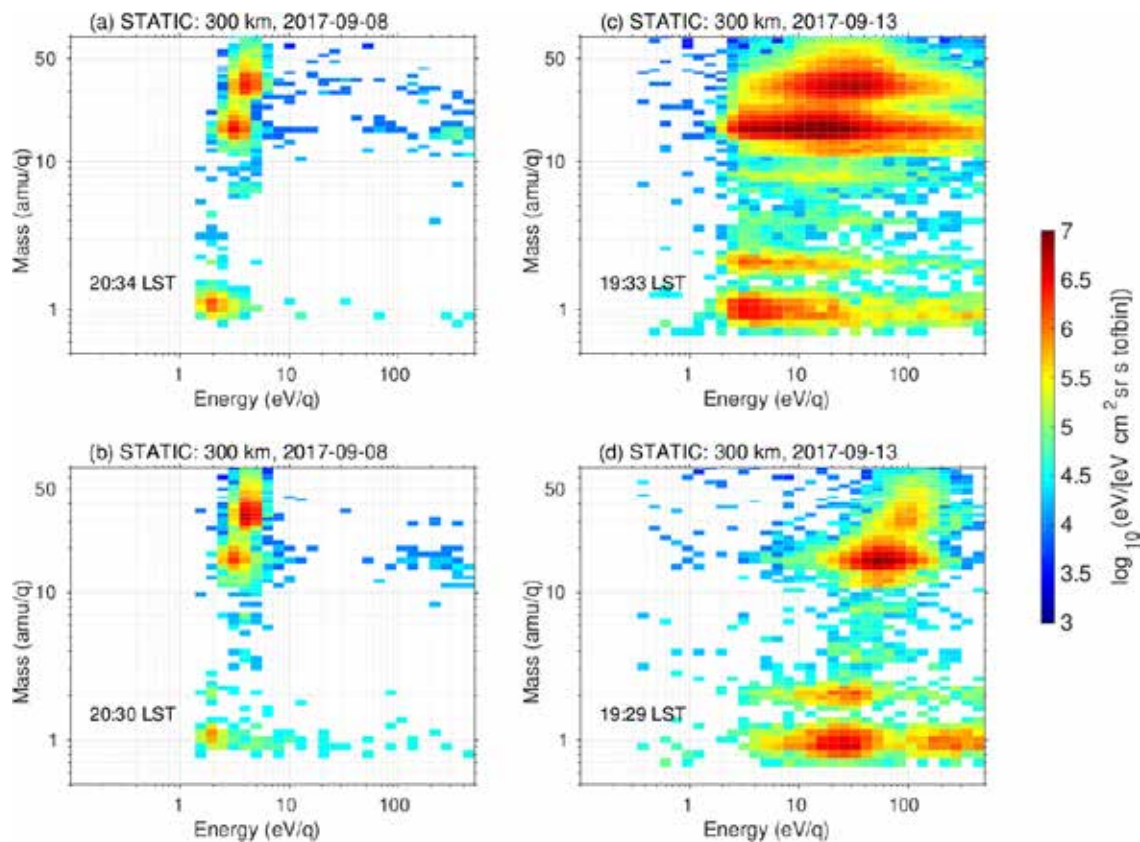 (a) STATIC: 300 km, 2017-09-08
50
10
1
Mass (amu/q)
20:34 LST
1 10 100
Energy (eV/q)
(c) STATIC: 300 km, 2017-09-13
50
10
1
Mass (amu/q)
19:33 LST
1 10 100
Energy (eV/q)
(b) STATIC: 300 km, 2017-09-08
50
10
1
Mass (amu/q)
20:30 LST
1 10 100
Energy (eV/q)
(d) STATIC: 300 km, 2017-09-13
50
10
1
Mass (amu/q)
19:29 LST
1 10 100
Energy (eV/q)
7
6.5
6
5.5
5
4.5
4
3.5
3
log₁₀(eV/[eV cm² sr s tofbin])